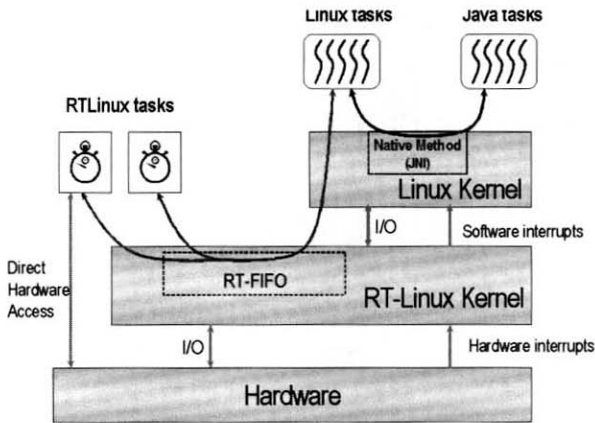 Linux tasks
Java tasks
RTLinux tasks
Native Method
(JNI)
Linux Kernel
I/O
Software interrupts
Direct
Hardware
Access
RT-FIFO
RT-Linux Kernel
I/O
Hardware interrupts
Hardware